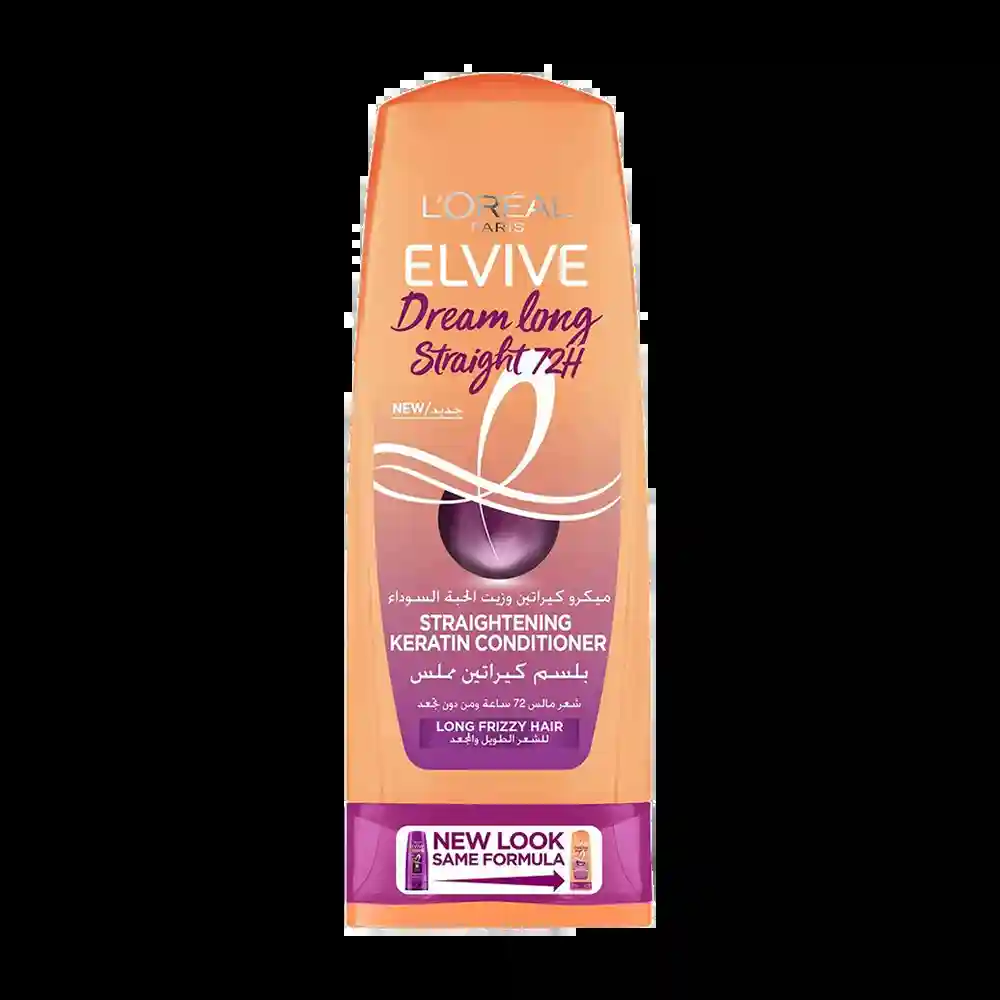 L'ORÉAL
PARIS
ELVIVE
Dream long
Straight 72H
NEW/جديد
ميكرو كيراتين وزيت الحبة السوداء
STRAIGHTENING
KERATIN CONDITIONER
بلسم كيراتين مملس
شعر مالس 72 ساعة ومن دون تجعد
LONG FRIZZY HAIR
للشعر الطويل والمجعد
NEW LOOK
SAME FORMULA